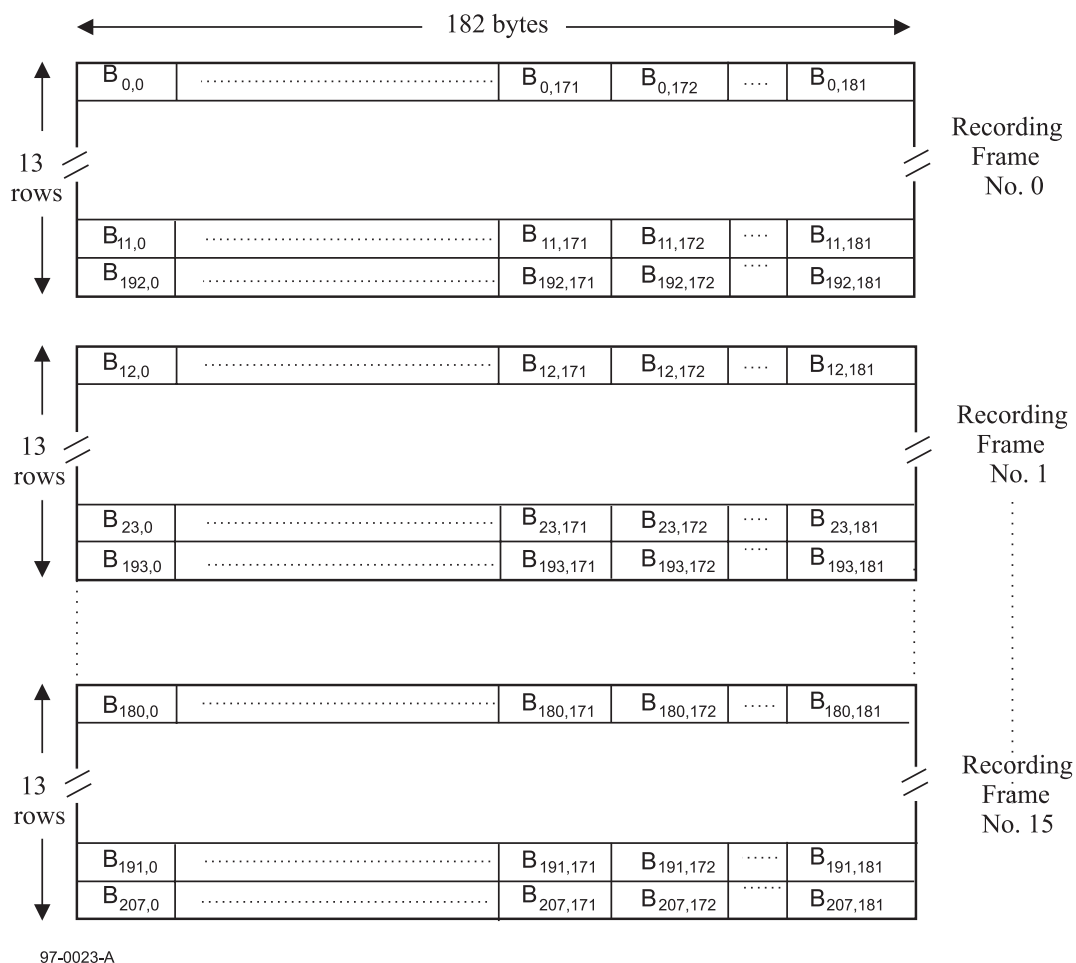 182 bytes
B0,0 ........ B0,171 B0,172 .... B0,181
Recording
Frame
No. 0
13
rows
B11,0 ........ B11,171 B11,172 .... B11,181
B192,0 ........ B192,171 B192,172 .... B192,181
B12,0 ........ B12,171 B12,172 .... B12,181
Recording
Frame
No. 1
13
rows
B23,0 ........ B23,171 B23,172 .... B23,181
B193,0 ........ B193,171 B193,172 .... B193,181
B180,0 ........ B180,171 B180,172 ..... B180,181
Recording
Frame
No. 15
13
rows
B191,0 ........ B191,171 B191,172 ..... B191,181
B207,0 ........ B207,171 B207,172 ...... B207,181
97-0023-A